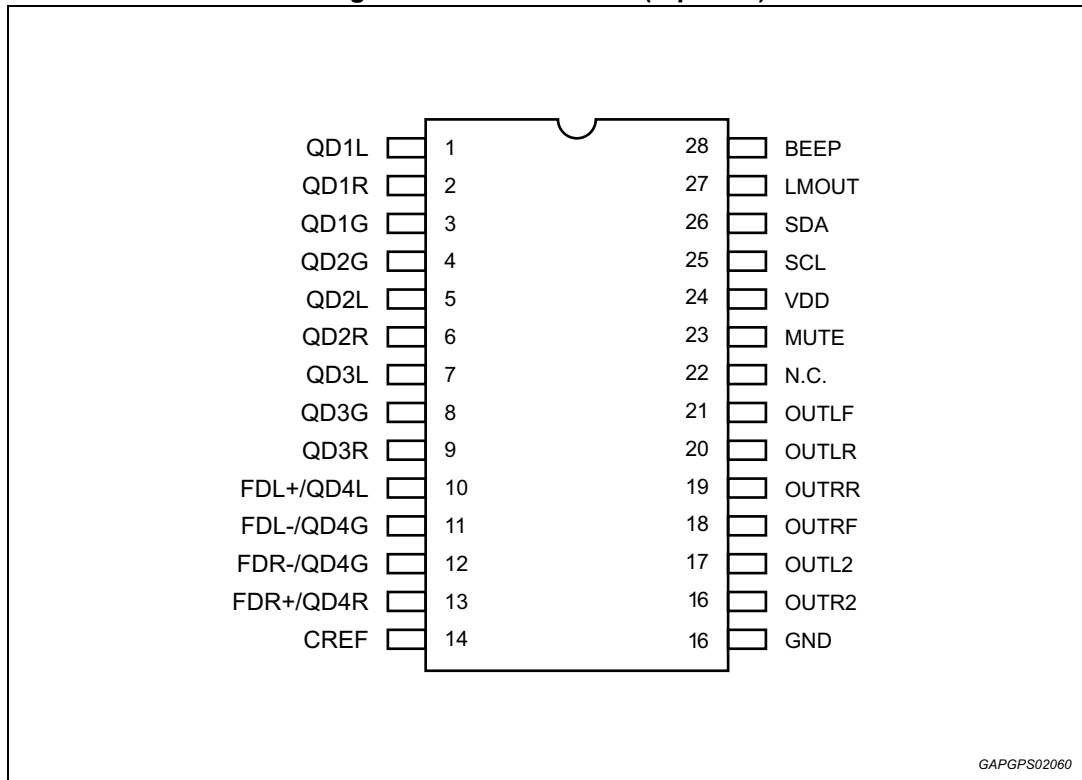 QD1L 1 28 BEEP
QD1R 2 27 LMOUT
QD1G 3 26 SDA
QD2G 4 25 SCL
QD2L 5 24 VDD
QD2R 6 23 MUTE
QD3L 7 22 N.C.
QD3G 8 21 OUTLF
QD3R 9 20 OUTLR
FDL+/QD4L 10 19 OUTRR
FDL-/QD4G 11 18 OUTRF
FDR-/QD4G 12 17 OUTL2
FDR+/QD4R 13 16 OUTR2
CREF 14 16 GND
GAPGPS02060